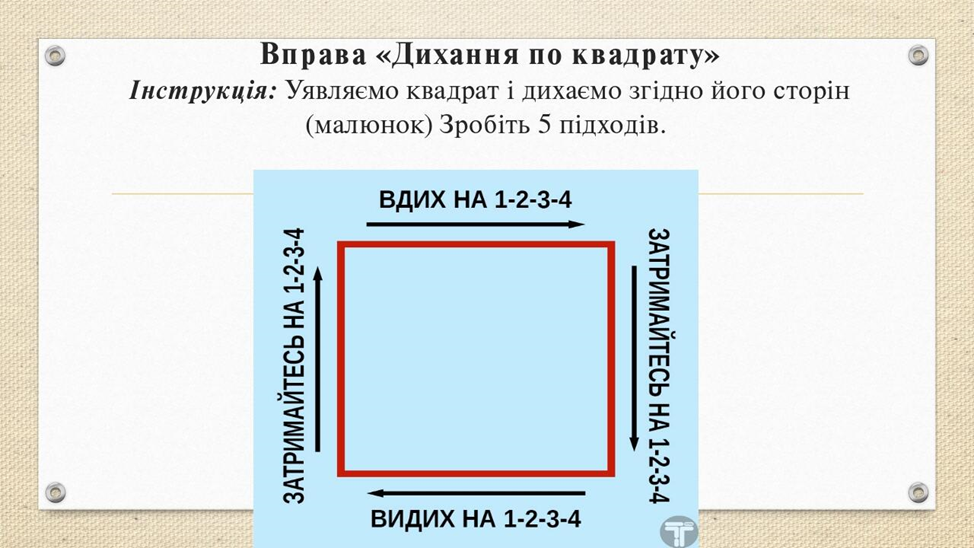 Вправа «Дихання по квадрату»
Інструкція: Уявляємо квадрат і дихаємо згідно його сторін
(малюнок) Зробіть 5 підходів.
ВДИХ НА 1-2-3-4
ЗАТРИМАЙТЕСЬ НА 1-2-3-4
ВИДИХ НА 1-2-3-4
ЗАТРИМАЙТЕСЬ НА 1-2-3-4